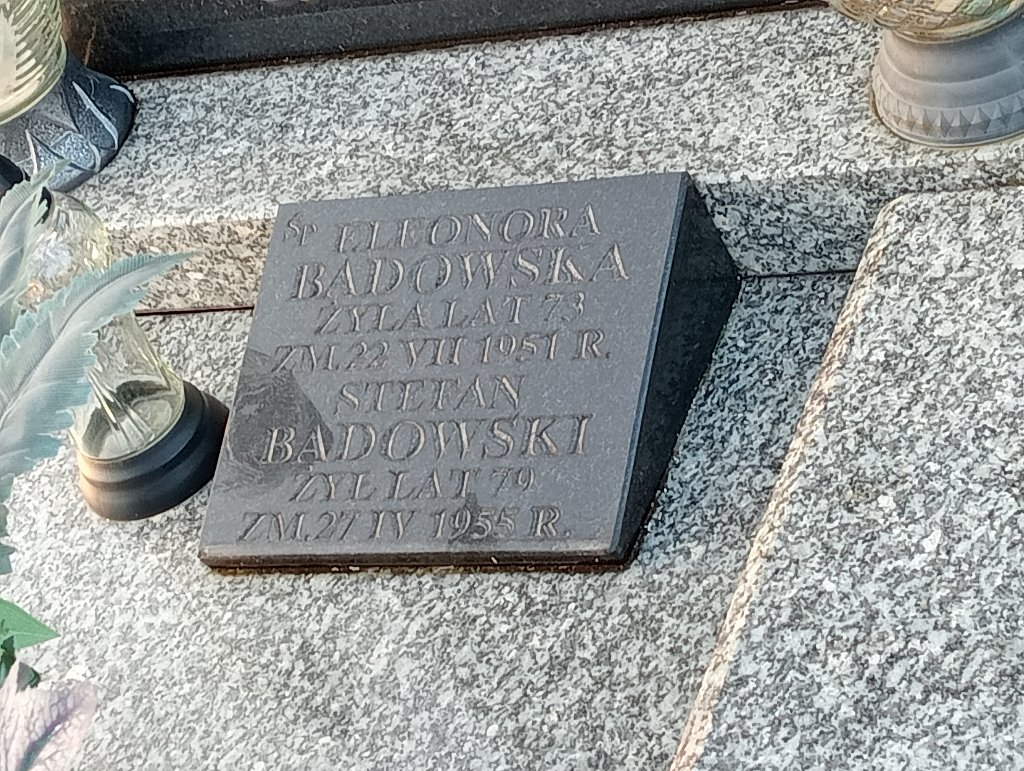 ŚP ELEONORA
BADOWSKA
ŻYŁA LAT 73
ZM. 22 VII 1951 R.
STEFAN
BADOWSKI
ŻYŁ LAT 79
ZM. 27 IV 1955 R.